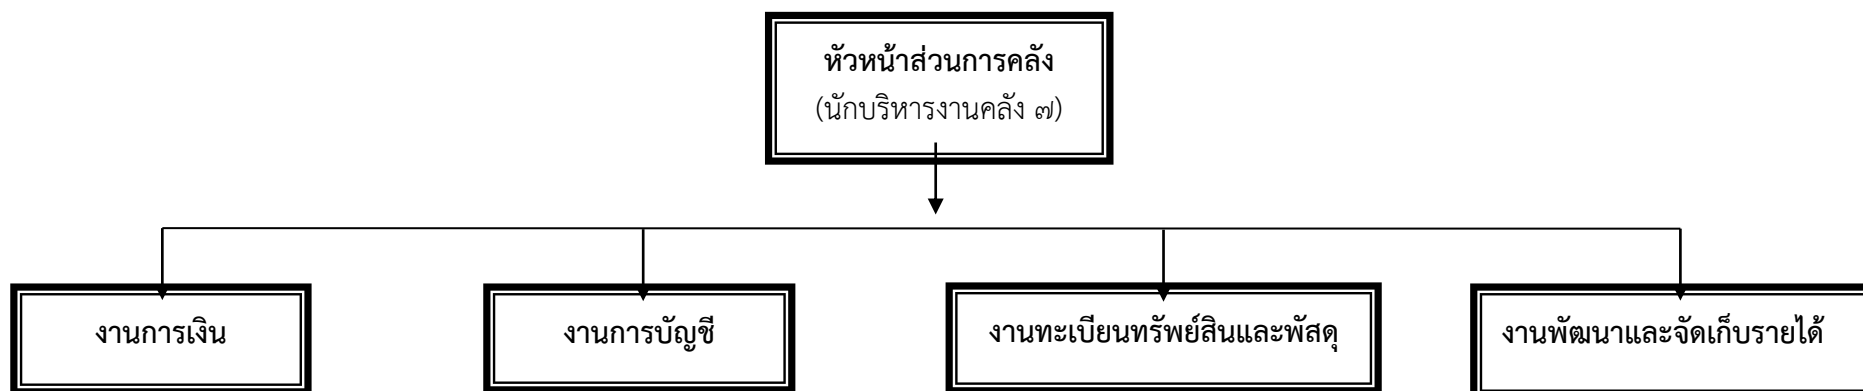 หัวหน้าส่วนการคลัง
(นักบริหารงานคลัง ๗)
งานการเงิน
งานการบัญชี
งานทะเบียนทรัพย์สินและพัสดุ
งานพัฒนาและจัดเก็บรายได้